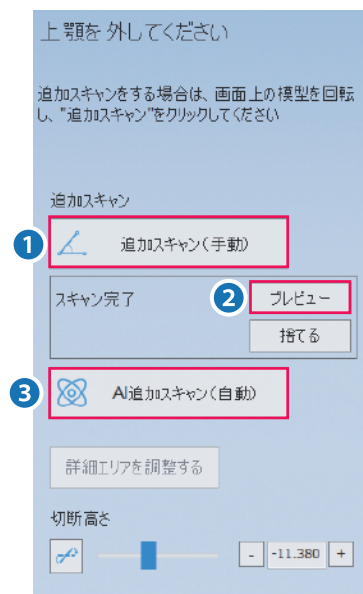 上顎を外してください
追加スキャンをする場合は、画面上の模型を回転
し、"追加スキャン"をクリックしてください
追加スキャン
1 追加スキャン(手動)
スキャン完了 2 プレビュー
捨てる
3 AI追加スキャン(自動)
詳細エリアを調整する
切断高さ
- -11.380 +